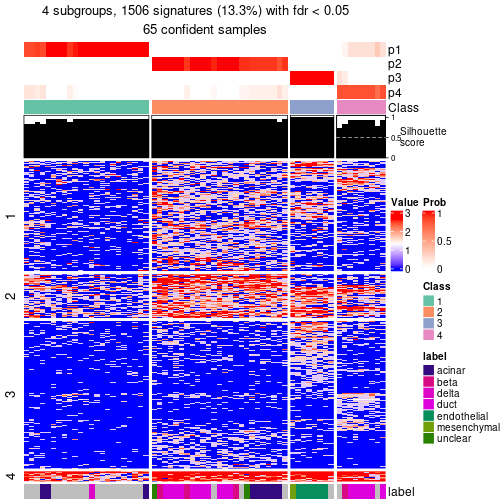 4 subgroups, 1506 signatures (13.3%) with fdr < 0.05
65 confident samples
p1
p2
p3
p4
Class
1
0.5
0
Silhouette
score
1
2
3
4
label
Value
3
2
1
0
Prob
1
0.5
0
Class
1
2
3
4
label
acinar
beta
delta
duct
endothelial
mesenchymal
unclear